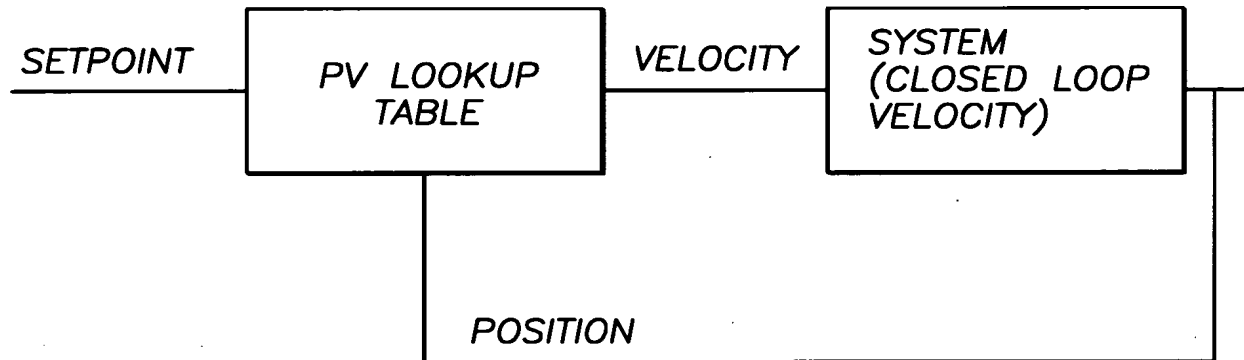 SETPOINT
PV LOOKUP
TABLE
VELOCITY
SYSTEM
(CLOSED LOOP
VELOCITY)
POSITION